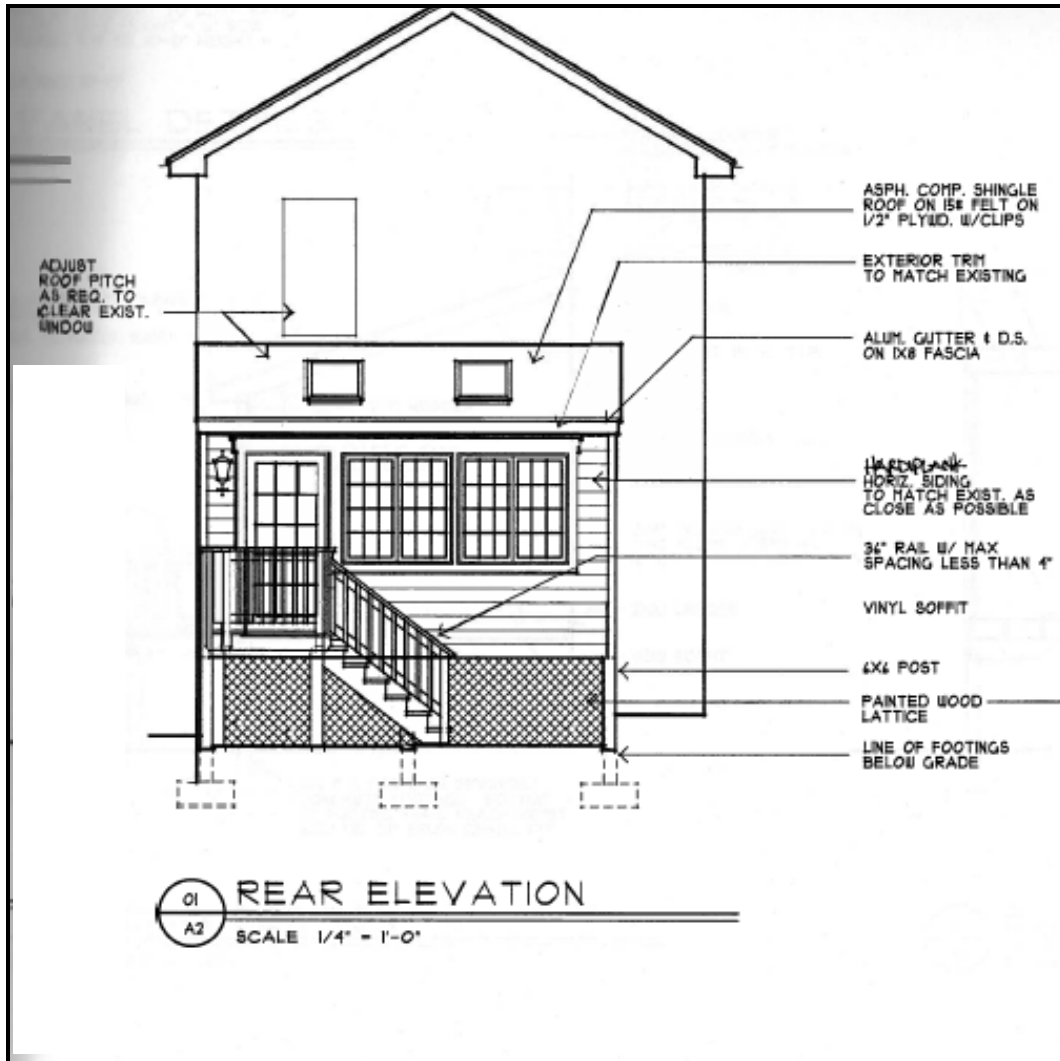 ADJUST
ROOF PITCH
AS REQ. TO
CLEAR EXIST.
WINDOW
ASPH. COMP. SHINGLE
ROOF ON 15# FELT ON
1/2" PLYWD. W/CLIPS
EXTERIOR TRIM
TO MATCH EXISTING
ALUM. GUTTER & D.S.
ON 1X8 FASCIA
HARDIPLANK
HORIZ. SIDING
TO MATCH EXIST. AS
CLOSE AS POSSIBLE
36" RAIL W/ MAX
SPACING LESS THAN 4"
VINYL SOFFIT
6X6 POST
PAINTED WOOD
LATTICE
LINE OF FOOTINGS
BELOW GRADE
01
A2
REAR ELEVATION
SCALE 1/4" = 1'-0"